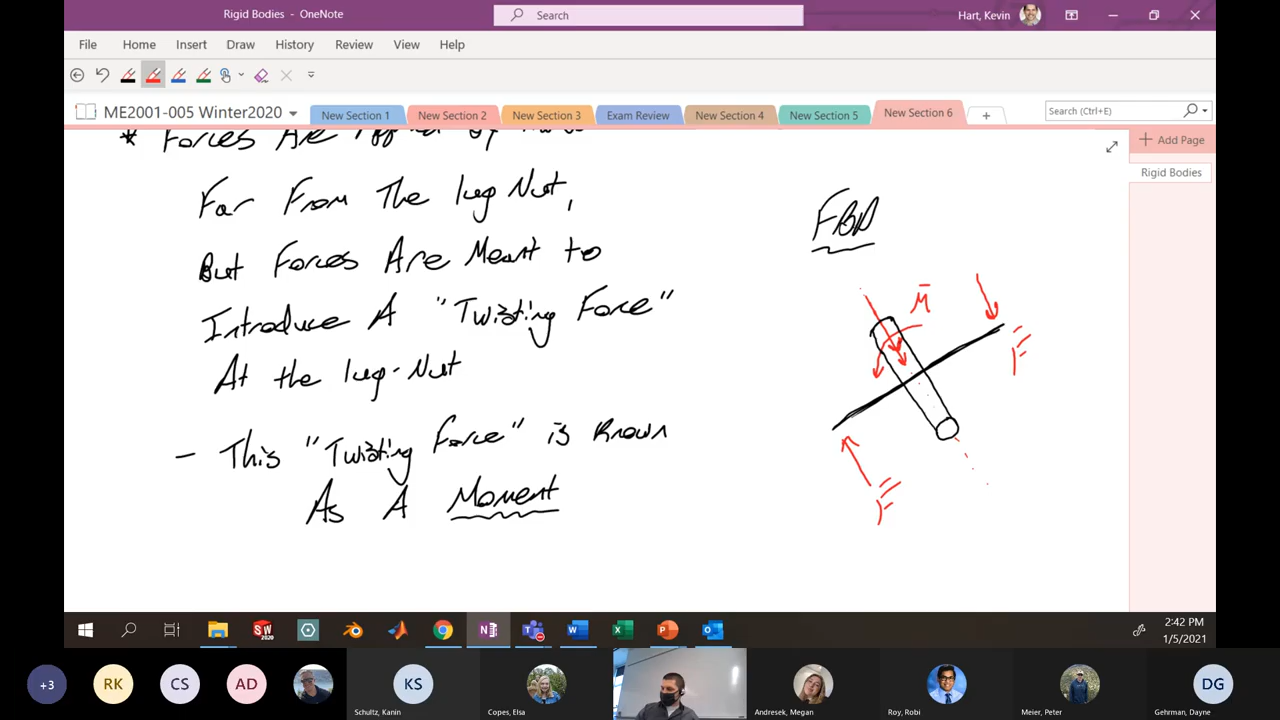 Rigid Bodies - OneNote
Search
Hart, Kevin
File Home Insert Draw History Review View Help
ME2001-005 Winter2020
New Section 1
New Section 2
New Section 3
Exam Review
New Section 4
New Section 5
New Section 6
Search (Ctrl+E)
Add Page
Rigid Bodies
* Forces Are
Far From The lug Nut,
But Forces Are Meant to
Introduce A "Twisting Force"
At the lug-Nut
- This "Twisting Force" is Known
As A Moment
FBD
M
F
F
2:42 PM
1/5/2021
+3
RK
CS
AD
KS
Schultz, Kanin
Copes, Elsa
Andresek, Megan
Roy, Robi
Meier, Peter
DG
Gehrman, Dayne